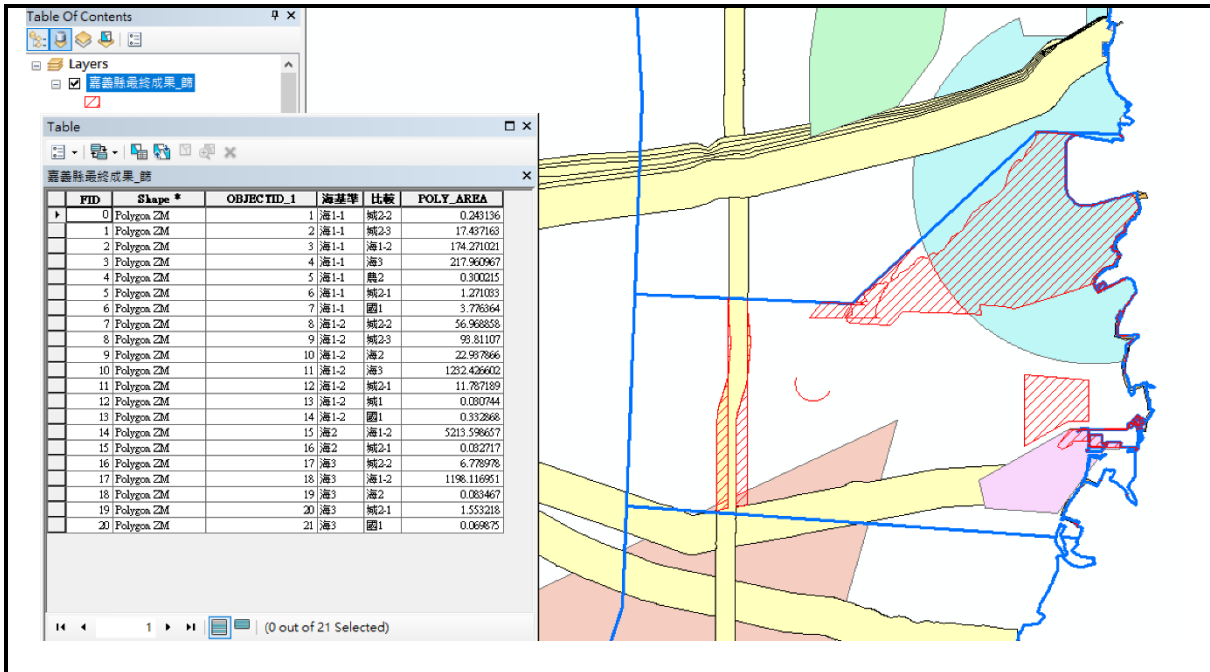 Table Of Contents
Layers
嘉義縣最終成果_篩
Table
嘉義縣最終成果_篩
FID Shape * OBJECTID_1 海基準 比較 POLY_AREA
0 Polygon ZM 1 海1-1 城2-2 0.243136
1 Polygon ZM 2 海1-1 城2-3 17.437163
2 Polygon ZM 3 海1-1 海1-2 174.271021
3 Polygon ZM 4 海1-1 海3 217.960967
4 Polygon ZM 5 海1-1 農2 0.300215
5 Polygon ZM 6 海1-1 城2-1 1.271033
6 Polygon ZM 7 海1-1 國1 3.776364
7 Polygon ZM 8 海1-2 城2-2 56.968858
8 Polygon ZM 9 海1-2 城2-3 93.81107
9 Polygon ZM 10 海1-2 海2 22.937866
10 Polygon ZM 11 海1-2 海3 1232.426602
11 Polygon ZM 12 海1-2 城2-1 11.787189
12 Polygon ZM 13 海1-2 城1 0.030744
13 Polygon ZM 14 海1-2 國1 0.332868
14 Polygon ZM 15 海2 海1-2 5213.598657
15 Polygon ZM 16 海2 城2-1 0.032717
16 Polygon ZM 17 海3 城2-2 6.778978
17 Polygon ZM 18 海3 海1-2 1198.116951
18 Polygon ZM 19 海3 海2 0.083467
19 Polygon ZM 20 海3 城2-1 1.553218
20 Polygon ZM 21 海3 國1 0.069875
1 (0 out of 21 Selected)